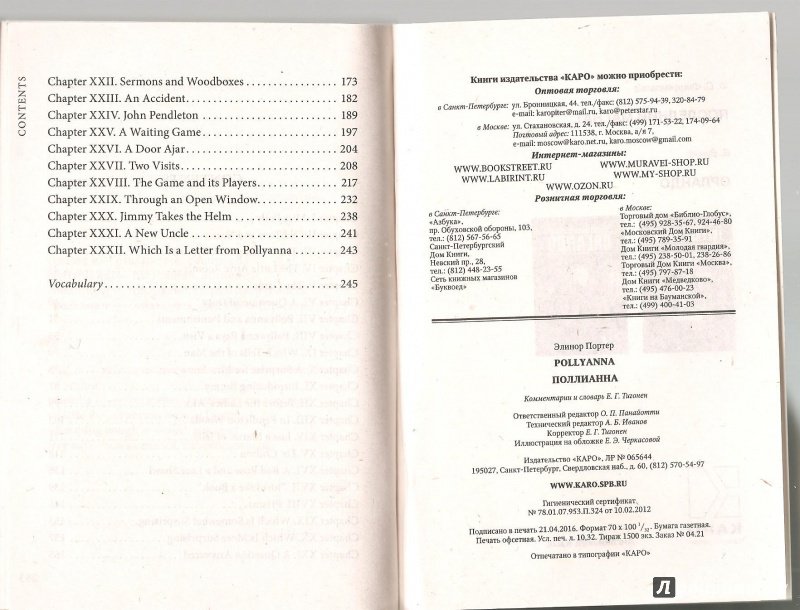 CONTENTS
Chapter XXII. Sermons and Woodboxes 173
Chapter XXIII. An Accident 182
Chapter XXIV. John Pendleton 189
Chapter XXV. A Waiting Game 197
Chapter XXVI. A Door Ajar 204
Chapter XXVII. Two Visits 208
Chapter XXVIII. The Game and its Players 217
Chapter XXIX. Through an Open Window 232
Chapter XXX. Jimmy Takes the Helm 238
Chapter XXXI. A New Uncle 241
Chapter XXXII. Which Is a Letter from Pollyanna 243
Vocabulary 245
Книги издательства «КАРО» можно приобрести:
Оптовая торговля:
в Санкт-Петербурге: ул. Бронницкая, 44. тел./факс: (812) 575-94-39, 320-84-79
e-mail: karopiter@mail.ru, karo@peterstar.ru
в Москве: ул. Стахановская, д. 24. тел./факс: (499) 171-53-22, 174-09-64
Почтовый адрес: 111538, г. Москва, а/я 7,
e-mail: moscow@karo.net.ru, karo.moscow@gmail.com
Интернет-магазины:
WWW.BOOKSTREET.RU WWW.MURAVEI-SHOP.RU
WWW.LABIRINT.RU WWW.MY-SHOP.RU
WWW.OZON.RU
Розничная торговля:
в Санкт-Петербурге:
«Азбука»,
пр. Обуховской обороны, 103,
тел.: (812) 567-56-65
Санкт-Петербургский
Дом Книги,
Невский пр., 28,
тел.: (812) 448-23-55
Сеть книжных магазинов
«Буквоед»
в Москве:
Торговый дом «Библио-Глобус»,
тел.: (495) 928-35-67, 924-46-80
«Московский Дом Книги»,
тел.: (495) 789-35-91
Дом Книги «Молодая гвардия»,
тел.: (495) 238-50-01, 238-26-86
Торговый Дом Книги «Москва»,
тел.: (495) 797-87-18
Дом Книги «Медведково»,
тел.: (495) 476-00-23
«Книги на Бауманской»,
тел.: (499) 400-41-03
Элинор Портер
POLLYANNA
ПОЛЛИАННА
Комментарии и словарь Е. Г. Тигонен
Ответственный редактор О. П. Панайотти
Технический редактор А. Б. Иванов
Корректор Е. Г. Тигонен
Иллюстрация на обложке Е. Э. Черкасовой
Издательство «КАРО», ЛР № 065644
195027, Санкт-Петербург, Свердловская наб., д. 60, (812) 570-54-97
WWW.KARO.SPB.RU
Гигиенический сертификат
№ 78.01.07.953.П.324 от 10.02.2012
Подписано в печать 21.04.2016. Формат 70 х 100 1/32. Бумага газетная.
Печать офсетная. Усл. печ. л. 10,32. Тираж 1500 экз. Заказ № 04.21
Отпечатано в типографии «КАРО»
Л